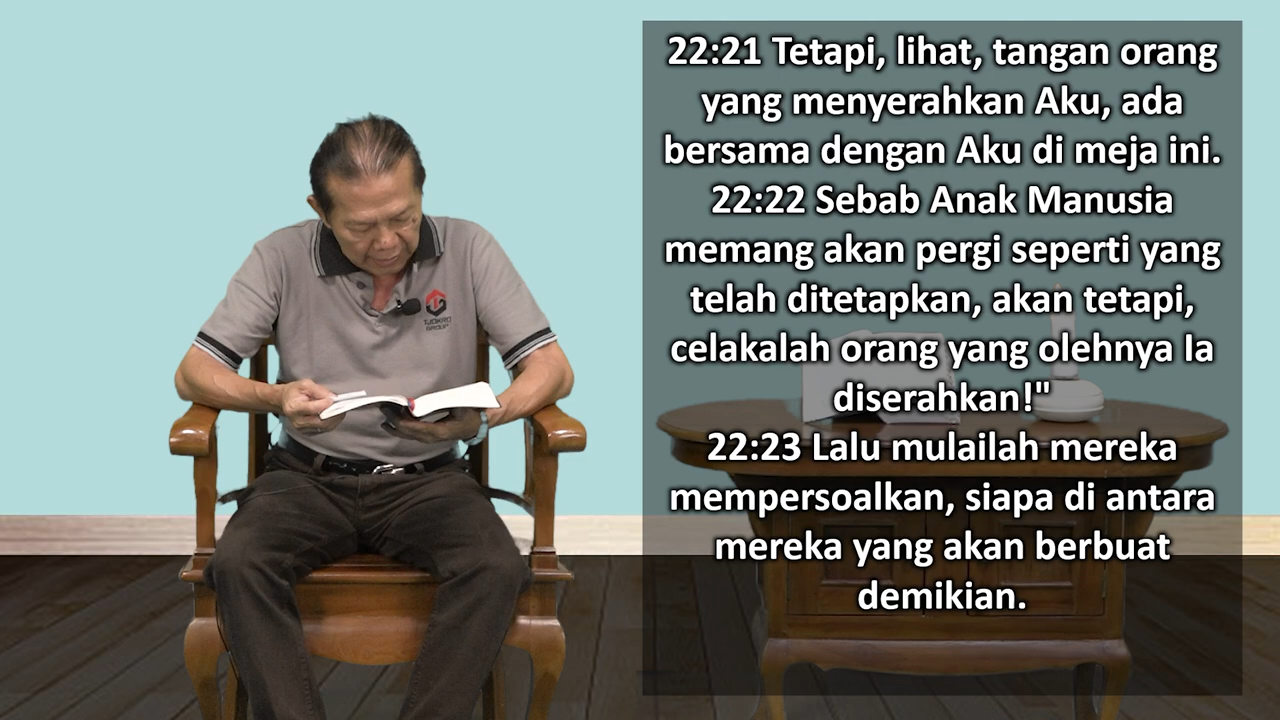 22:21 Tetapi, lihat, tangan orang
yang menyerahkan Aku, ada
bersama dengan Aku di meja ini.
22:22 Sebab Anak Manusia
memang akan pergi seperti yang
telah ditetapkan, akan tetapi,
celakalah orang yang olehnya Ia
diserahkan!"
22:23 Lalu mulailah mereka
mempersoalkan, siapa di antara
mereka yang akan berbuat
demikian.
TJOKRO
GROUP